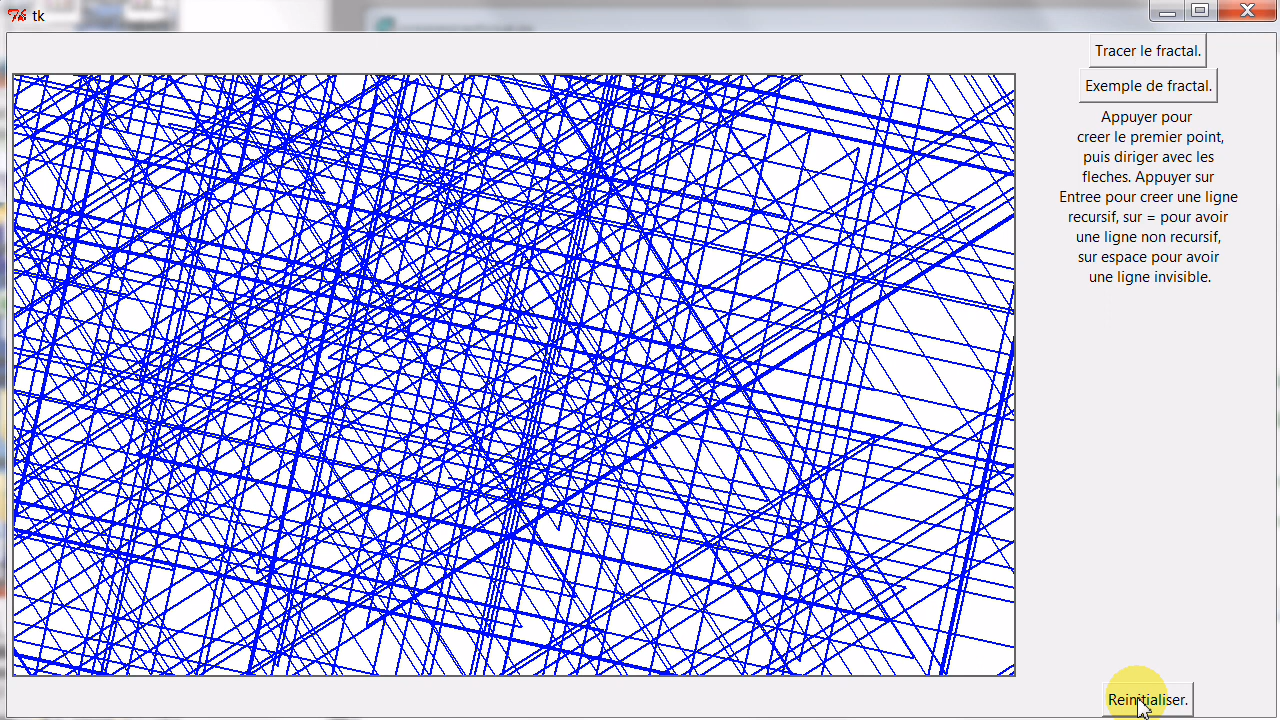 tk
Tracer le fractal.
Exemple de fractal.
Appuyer pour
creer le premier point,
puis diriger avec les
fleches. Appuyer sur
Entree pour creer une ligne
recursif, sur = pour avoir
une ligne non recursif,
sur espace pour avoir
une ligne invisible.
Reinitialiser.